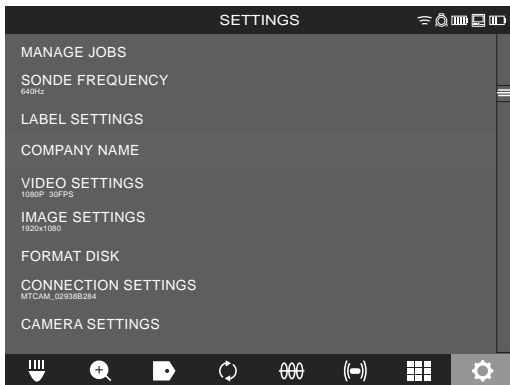 SETTINGS
MANAGE JOBS
SONDE FREQUENCY
640Hz
LABEL SETTINGS
COMPANY NAME
VIDEO SETTINGS
1080P 30FPS
IMAGE SETTINGS
1920x1080
FORMAT DISK
CONNECTION SETTINGS
MTCAM_02938B284
CAMERA SETTINGS